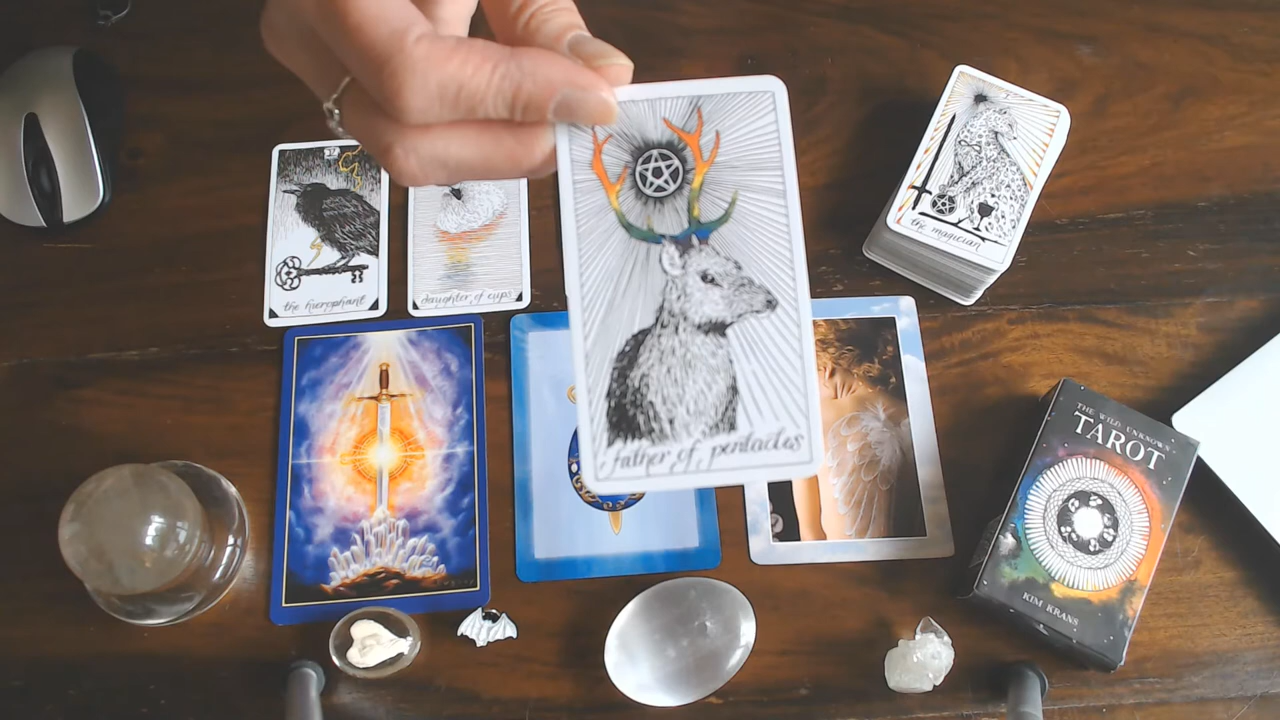 the hierophant
daughter of cups
father of pentacles
the magician
THE WILD UNKNOWN
TAROT
KIM KRANS